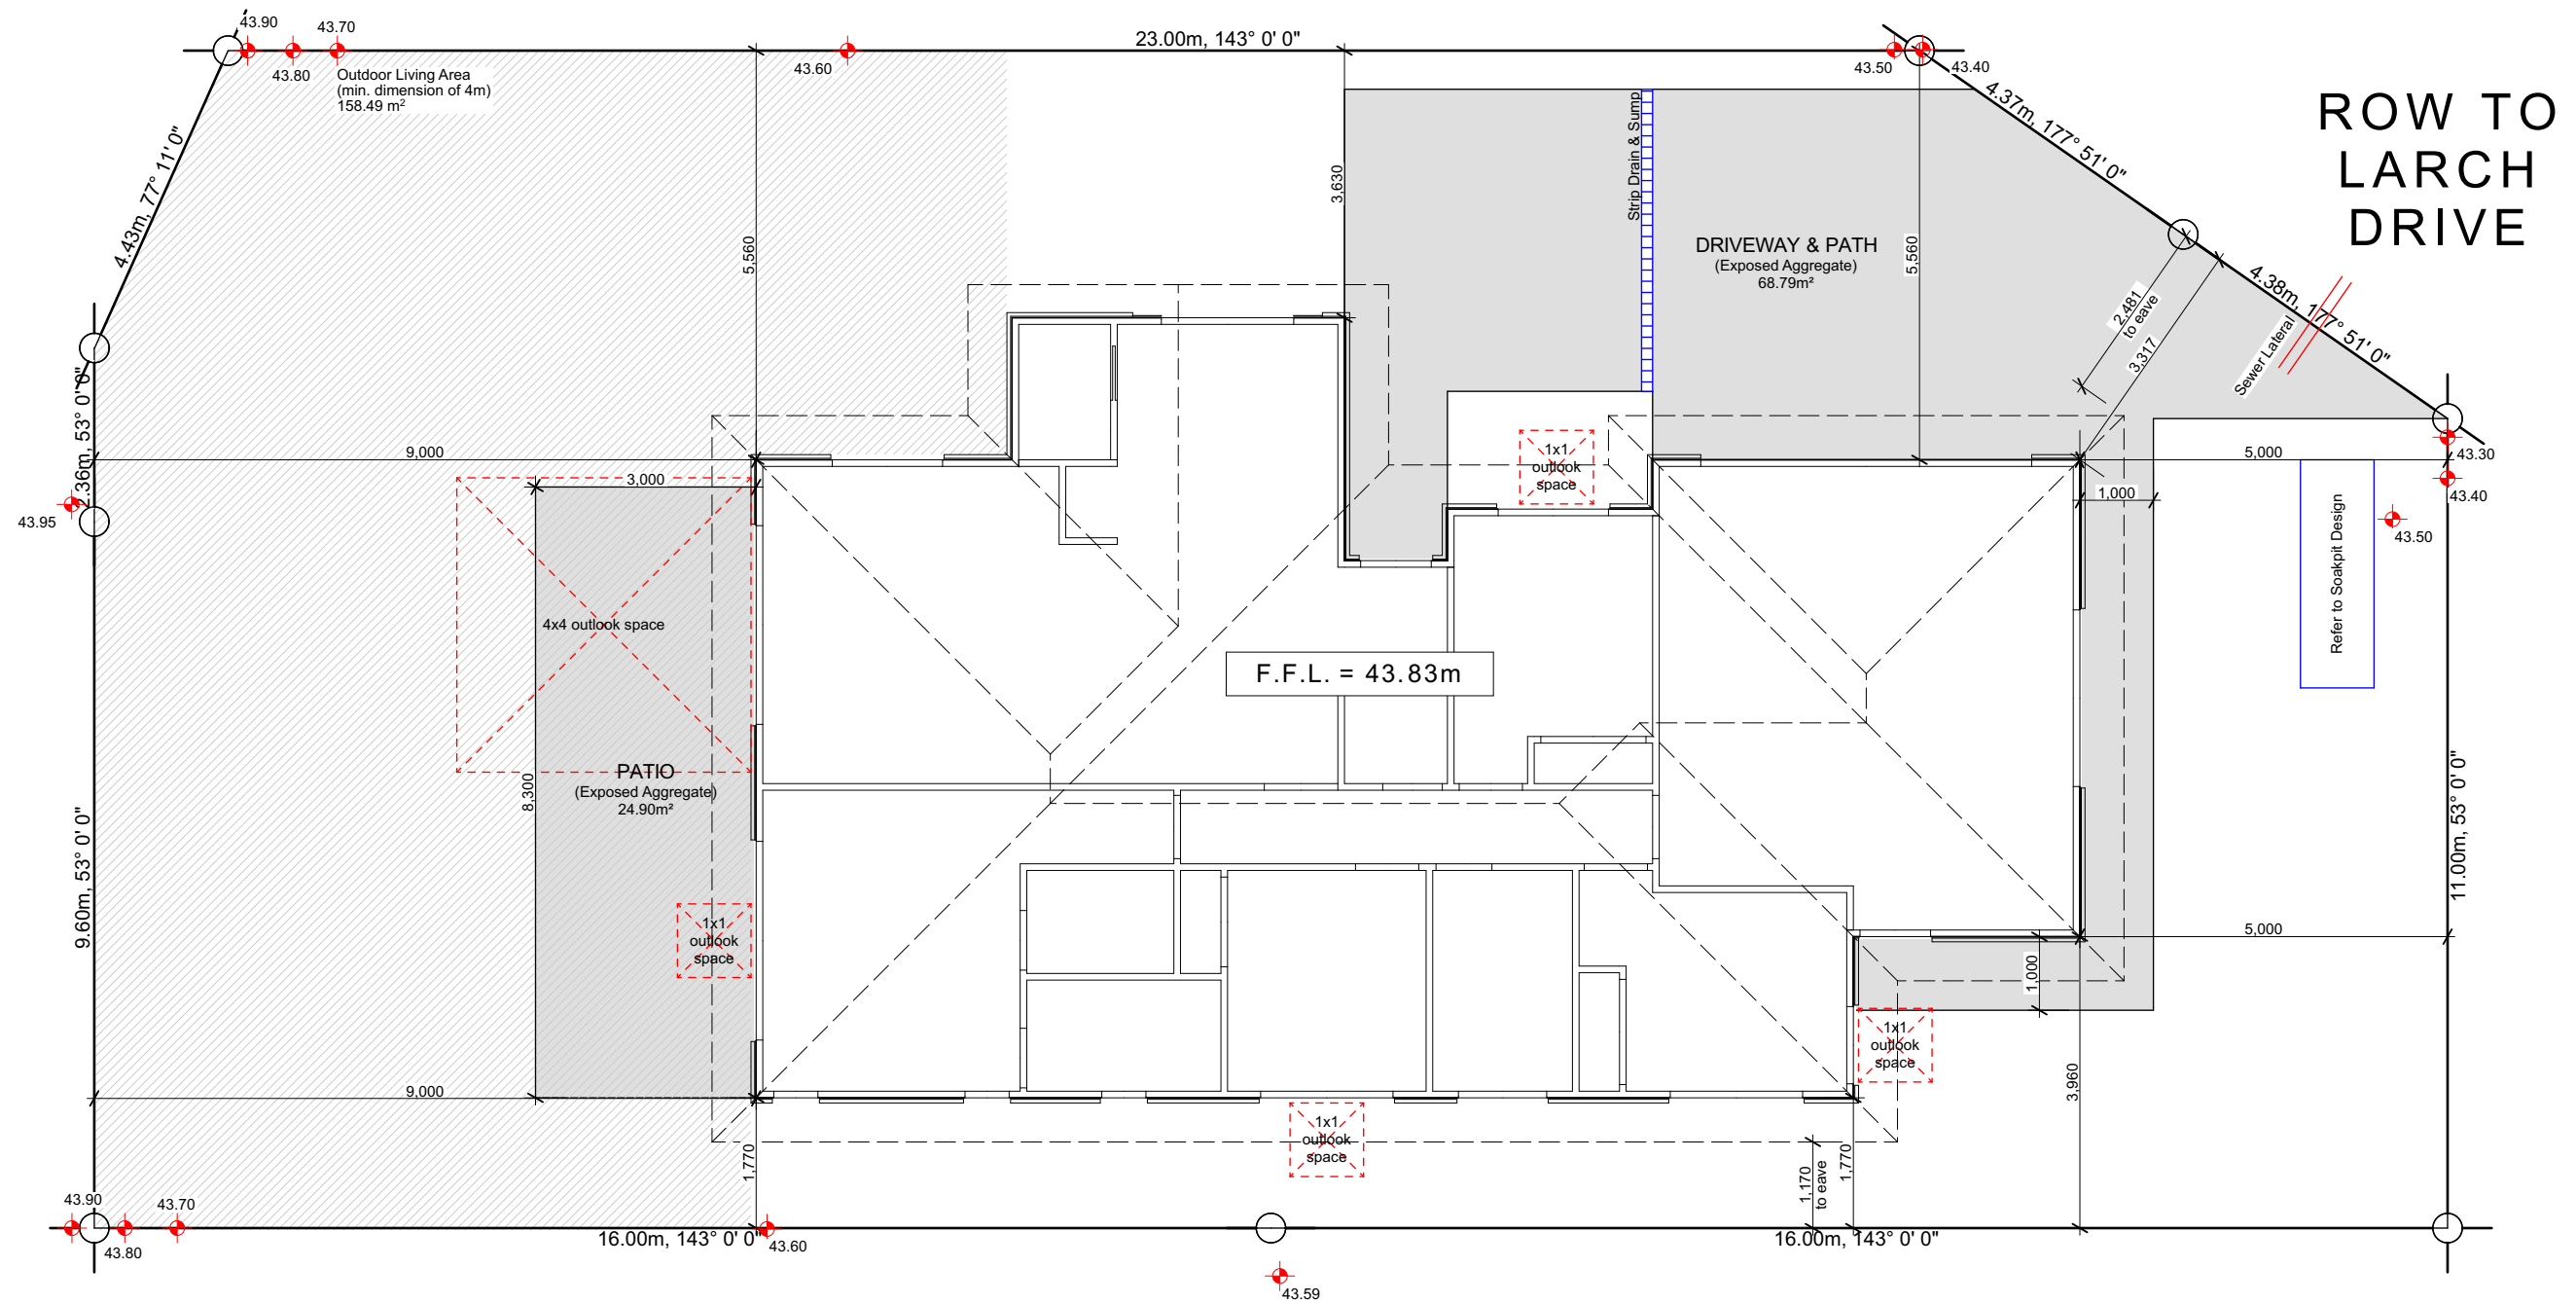 43.90
43.70
43.80
Outdoor Living Area
(min. dimension of 4m)
158.49 m²
43.60
23.00m, 143° 0' 0"
43.50
43.40
ROW TO
LARCH
DRIVE
4.43m, 77° 11' 0"
4.37m, 177° 51' 0"
Strip Drain & Sump
3,630
5,560
5,560
DRIVEWAY & PATH
(Exposed Aggregate)
68.79m²
2,481
to eave
3,317
4.38m, 177° 51' 0"
Sewer Lateral
2.36m, 53° 0' 0"
9,000
3,000
43.95
1x1
outlook
space
5,000
43.30
1,000
43.40
43.50
Refer to Soakpit Design
4x4 outlook space
F.F.L. = 43.83m
PATIO
(Exposed Aggregate)
24.90m²
8,300
9.60m, 53° 0' 0"
11.00m, 53° 0' 0"
1x1
outlook
space
5,000
1,000
1x1
outlook
space
9,000
3,960
1x1
outlook
space
1,770
1,170
to eave
1,770
43.90
43.70
43.80
16.00m, 143° 0' 0"
43.60
16.00m, 143° 0' 0"
43.59